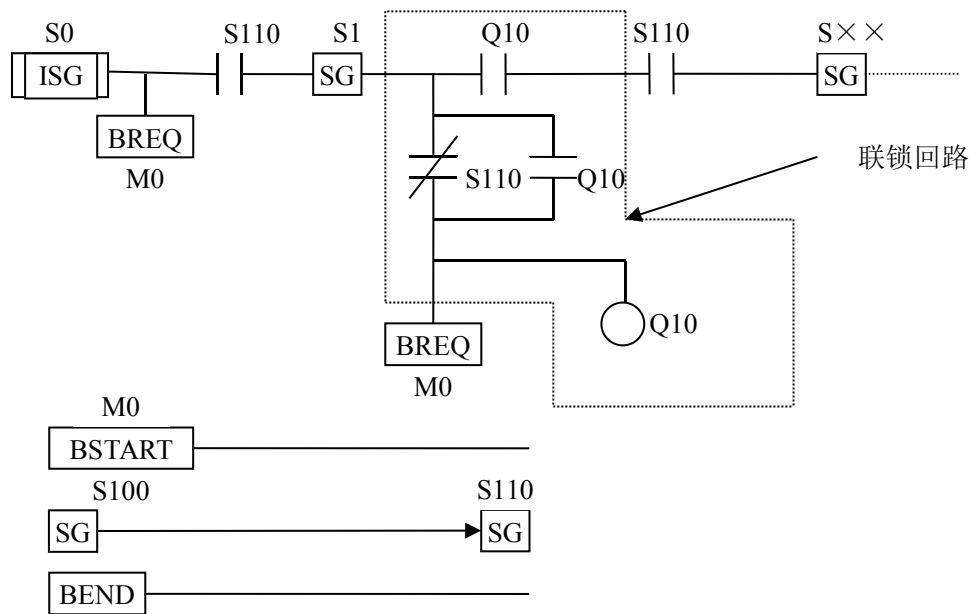 S0 S110 S1 Q10 S110 S××
ISG SG SG
BREQ
M0
S110 Q10
联锁回路
Q10
BREQ
M0
M0
BSTART
S100 S110
SG SG
BEND